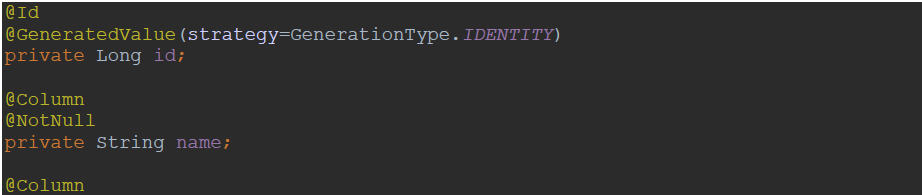 @Id
@GeneratedValue(strategy=GenerationType.IDENTITY)
private Long id;
@Column
@NotNull
private String name;
@Column